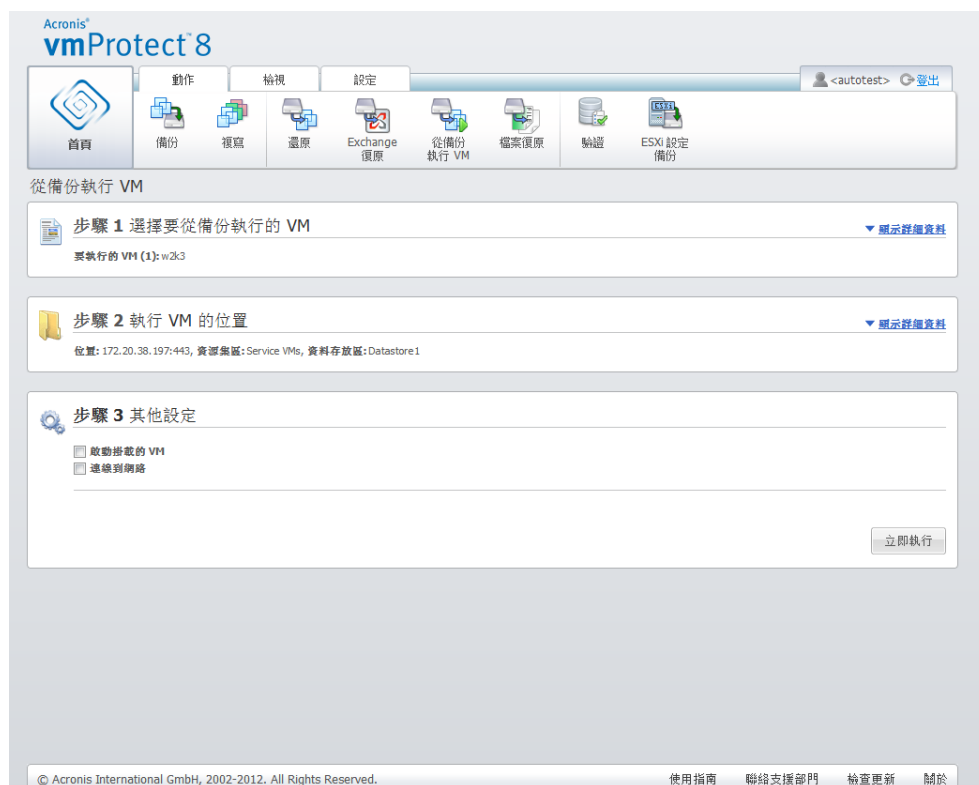 Acronis®
vmProtect™ 8
動作 檢視 設定
<autotest> 登出
首頁
備份 複寫 還原 Exchange 復原 從備份 執行 VM 檔案復原 驗證 ESXi 設定 備份
從備份執行 VM
步驟 1 選擇要從備份執行的 VM
▼ 顯示詳細資料
要執行的 VM (1): w2k3
步驟 2 執行 VM 的位置
▼ 顯示詳細資料
位置: 172.20.38.197:443, 資源集區: Service VMs, 資料存放區: Datastore1
步驟 3 其他設定
啟動掛載的 VM
連線到網路
立即執行
© Acronis International GmbH, 2002-2012. All Rights Reserved.
使用指南 聯絡支援部門 檢查更新 關於